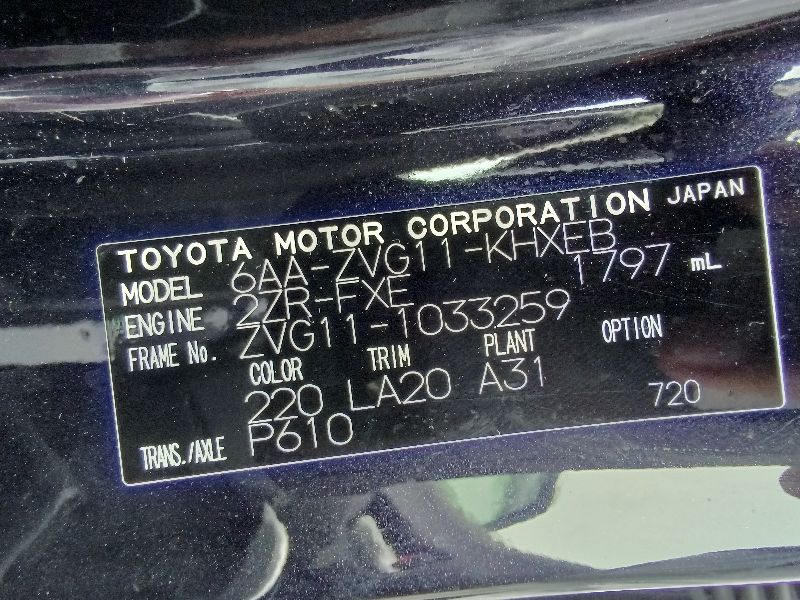 TOYOTA MOTOR CORPORATION JAPAN
MODEL 6AA-ZVG11-KHXEB
ENGINE 2ZR-FXE 1797 mL
FRAME No. ZVG11-1033259
COLOR TRIM PLANT OPTION
220 LA20 A31 720
TRANS./AXLE P610